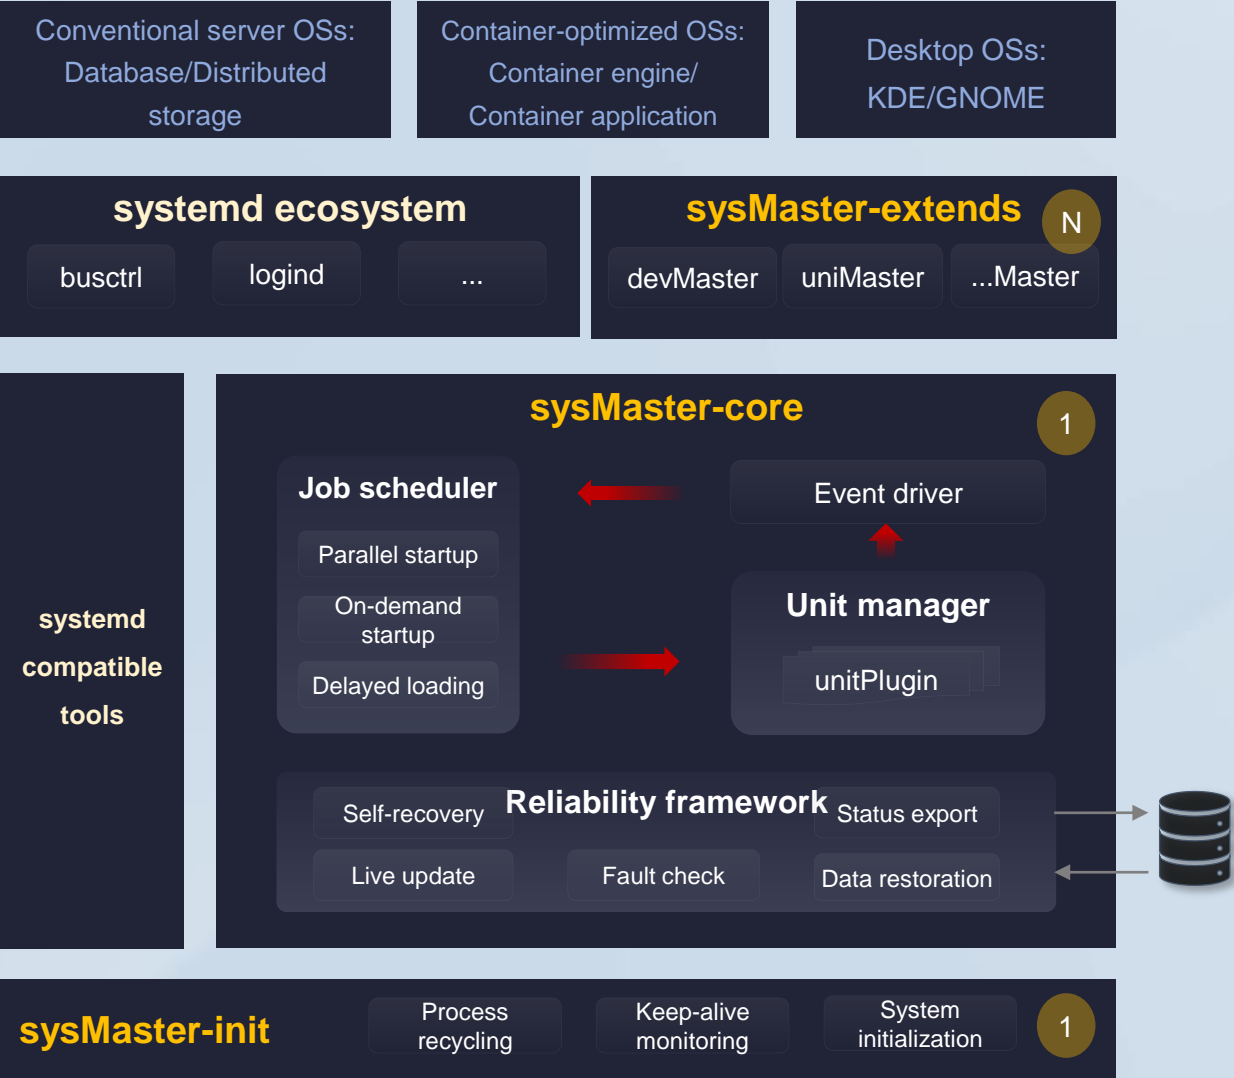 Conventional server OSs:
Database/Distributed
storage
Container-optimized OSs:
Container engine/
Container application
Desktop OSs:
KDE/GNOME
systemd ecosystem
busctrl
logind
...
sysMaster-extends
N
devMaster
uniMaster
...Master
systemd
compatible
tools
sysMaster-core
1
Job scheduler
Parallel startup
On-demand
startup
Delayed loading
Event driver
Unit manager
unitPlugin
Reliability framework
Self-recovery
Status export
Live update
Fault check
Data restoration
sysMaster-init
Process
recycling
Keep-alive
monitoring
System
initialization
1